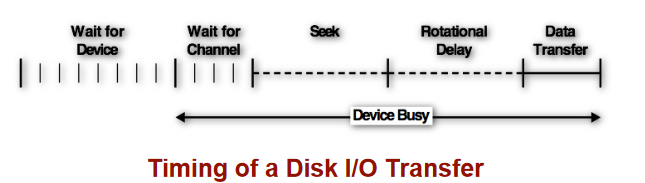 Wait for
Device
Wait for
Channel
Seek
Rotational
Delay
Data
Transfer
Device Busy
Timing of a Disk I/O Transfer